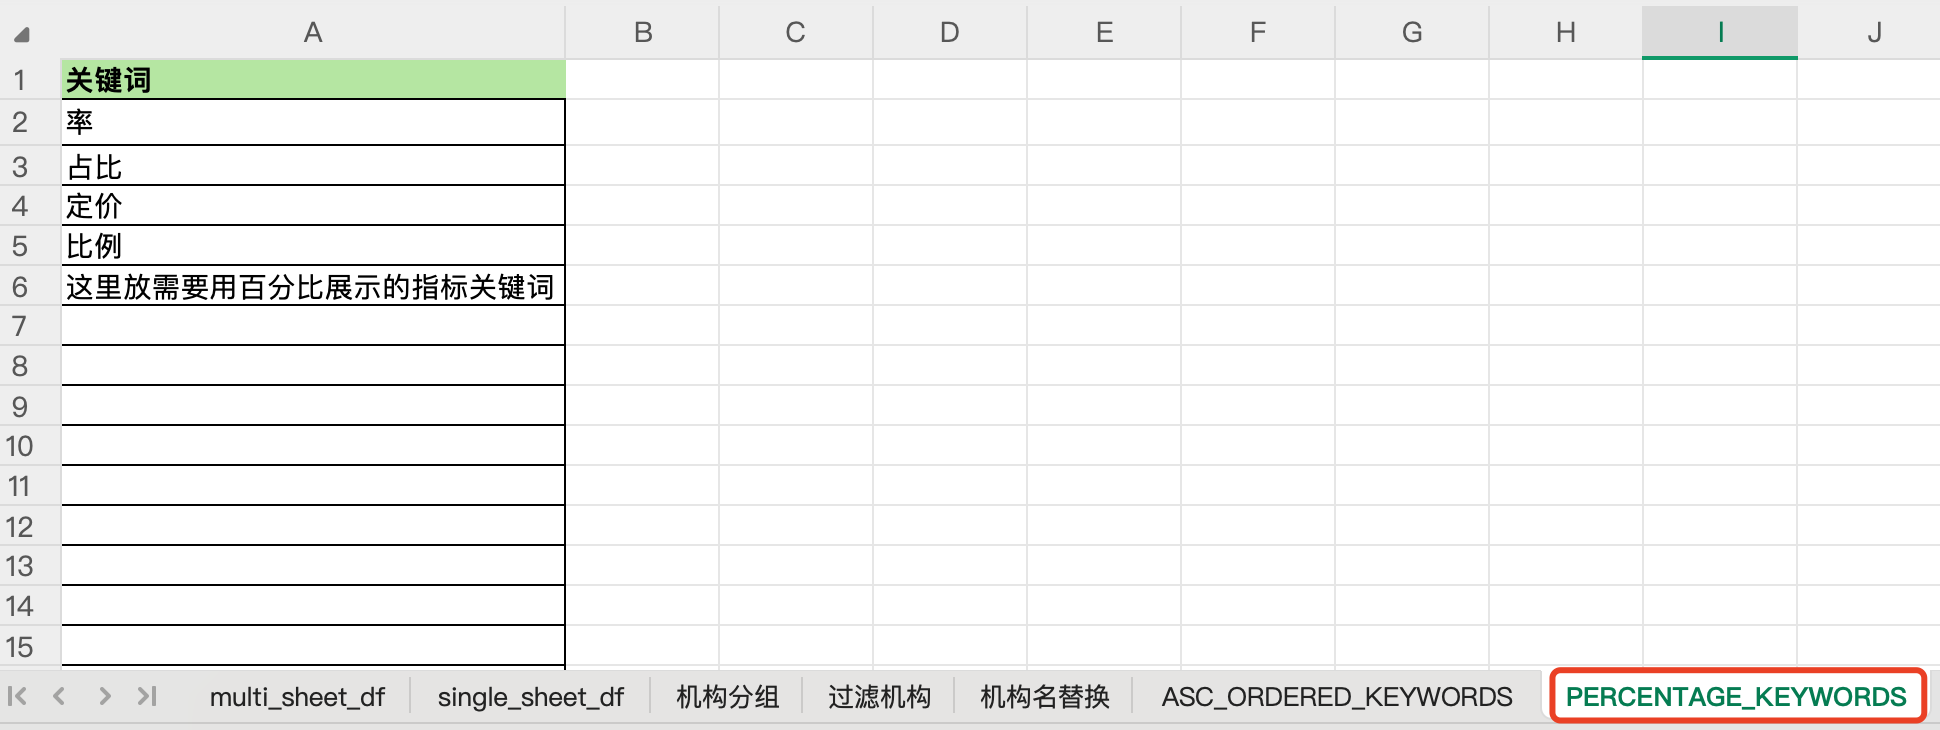 A B C D E F G H I J
1 关键词
2 率
3 占比
4 定价
5 比例
6 这里放需要用百分比展示的指标关键词
7
8
9
10
11
12
13
14
15
multi_sheet_df single_sheet_df 机构分组 过滤机构 机构名替换 ASC_ORDERED_KEYWORDS PERCENTAGE_KEYWORDS